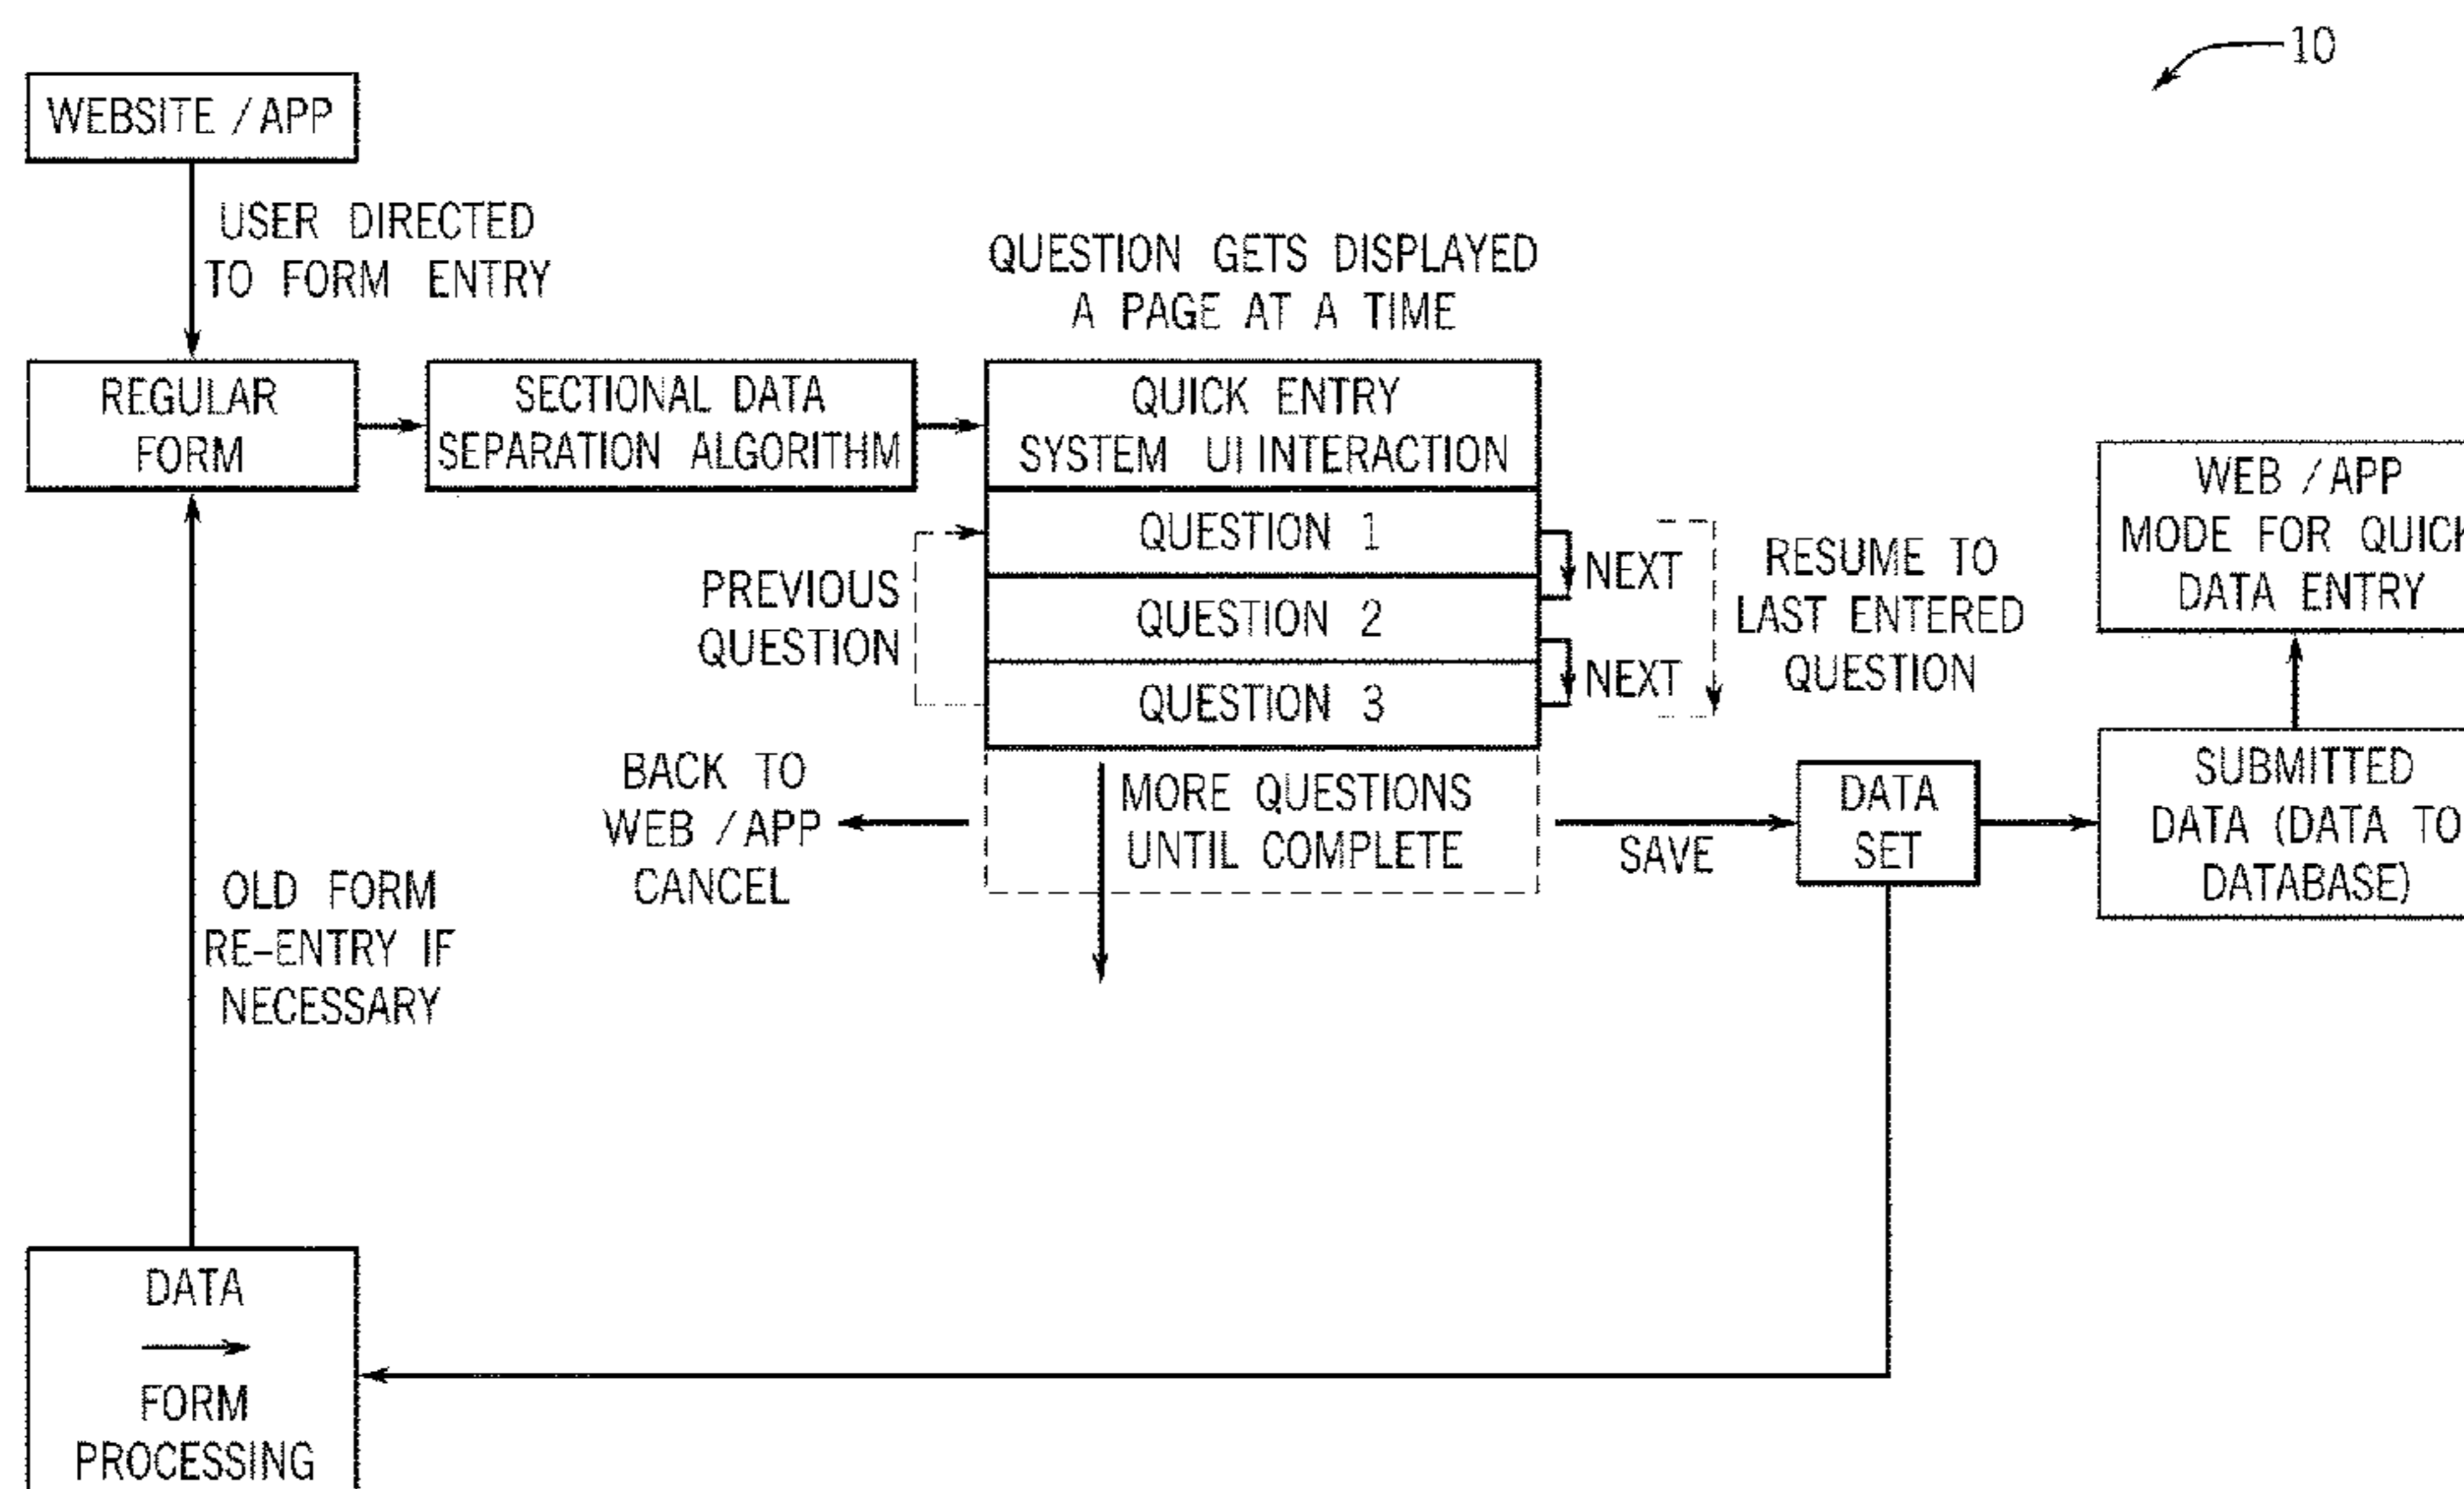 10
WEBSITE / APP
USER DIRECTED
TO FORM ENTRY
QUESTION GETS DISPLAYED
A PAGE AT A TIME
REGULAR
FORM
SECTIONAL DATA
SEPARATION ALGORITHM
QUICK ENTRY
SYSTEM UI INTERACTION
QUESTION 1
QUESTION 2
QUESTION 3
PREVIOUS
QUESTION
NEXT
NEXT
RESUME TO
LAST ENTERED
QUESTION
WEB / APP
MODE FOR QUICK
DATA ENTRY
BACK TO
WEB / APP
CANCEL
MORE QUESTIONS
UNTIL COMPLETE
SAVE
DATA
SET
SUBMITTED
DATA (DATA TO
DATABASE)
OLD FORM
RE-ENTRY IF
NECESSARY
DATA
FORM
PROCESSING